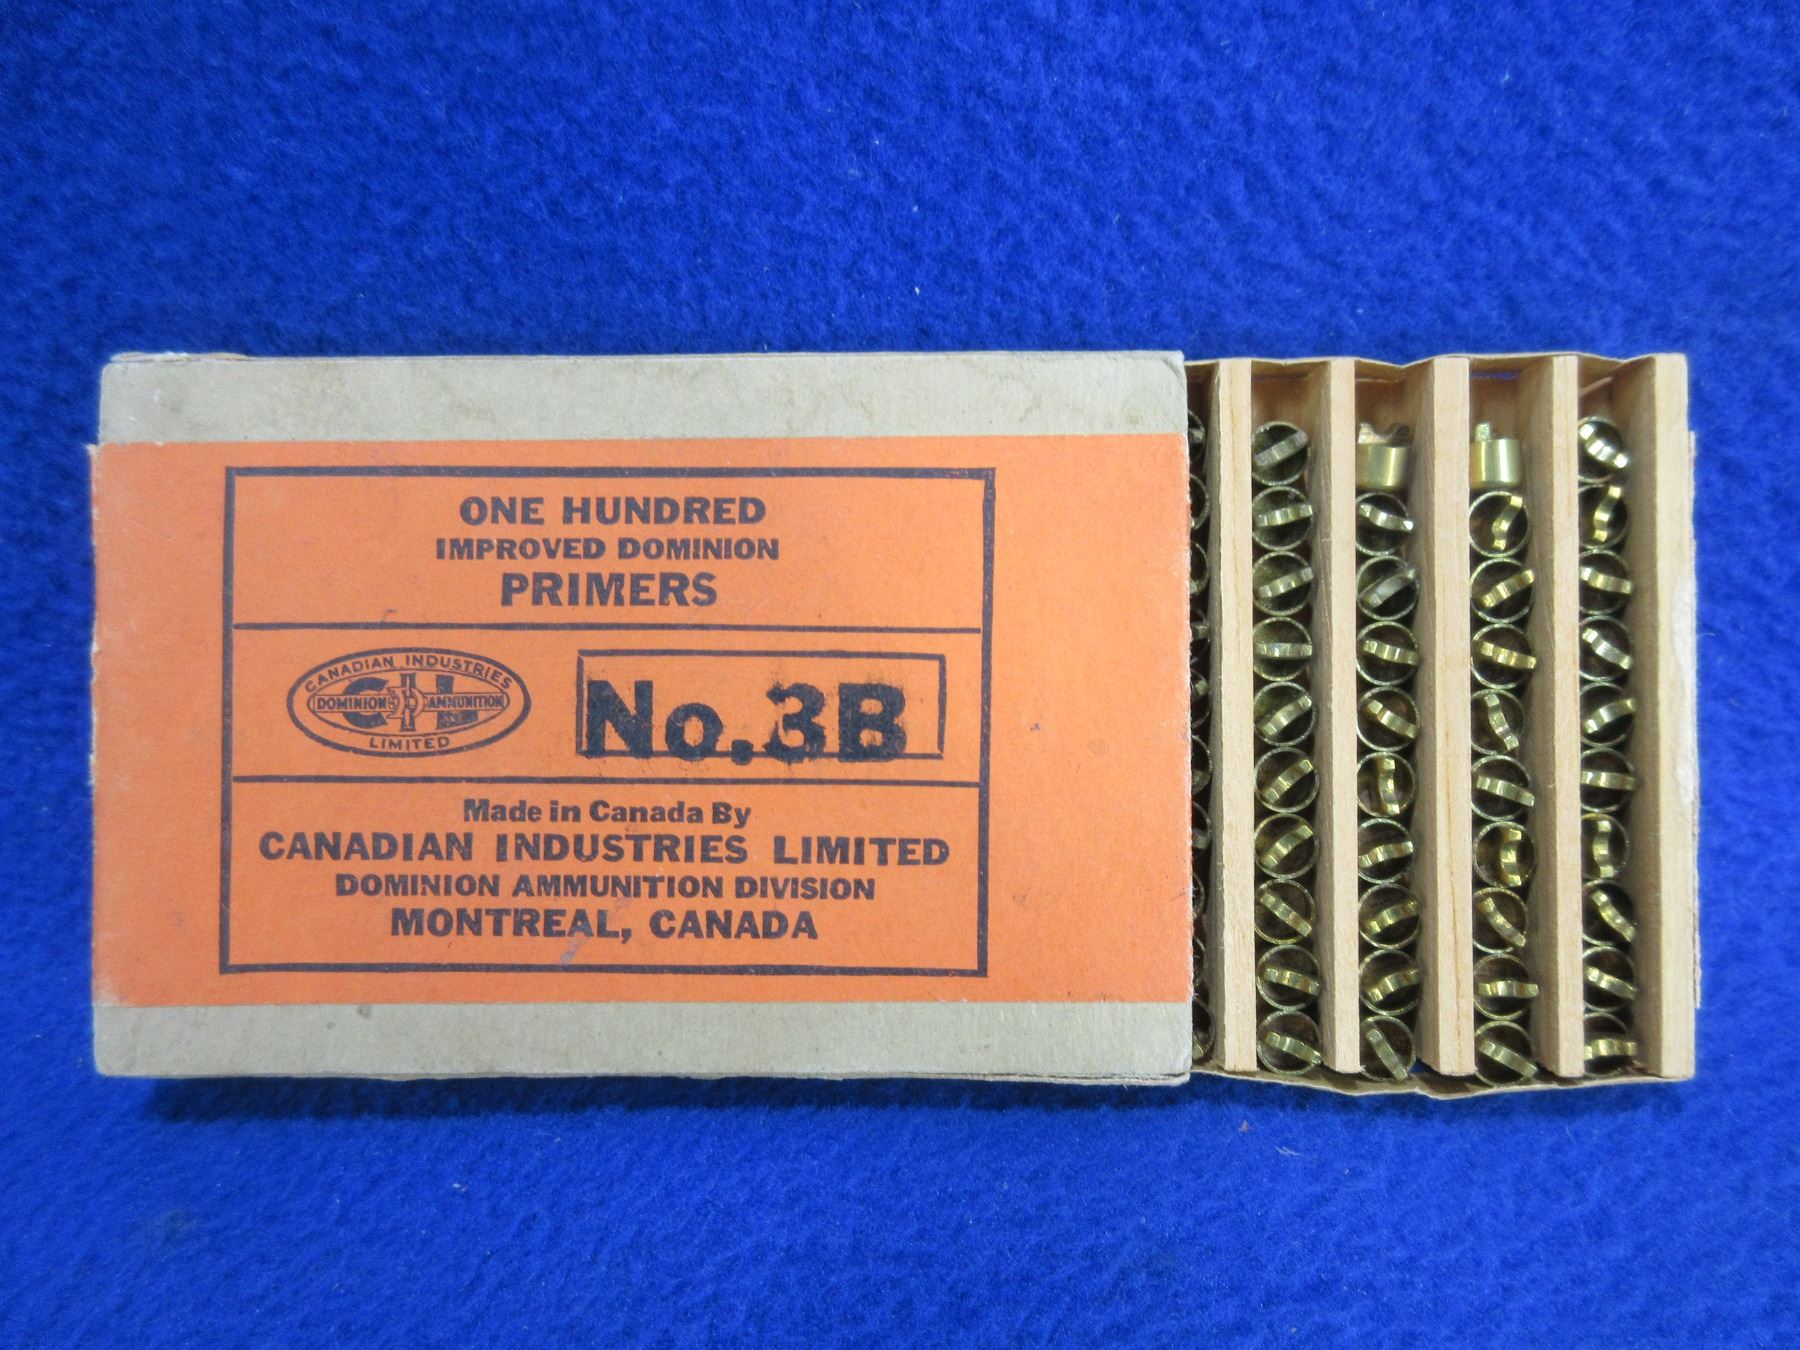 ONE HUNDRED
IMPROVED DOMINION
PRIMERS
CANADIAN INDUSTRIES
CIL
DOMINION AMMUNITION
LIMITED
No. 3B
Made in Canada By
CANADIAN INDUSTRIES LIMITED
DOMINION AMMUNITION DIVISION
MONTREAL, CANADA